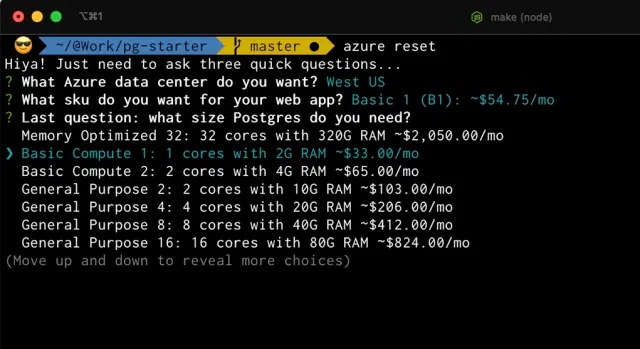 ⌥⌘1 make (node)
~/@Work/pg-starter master ● azure reset
Hiya! Just need to ask three quick questions...
? What Azure data center do you want? West US
? What sku do you want for your web app? Basic 1 (B1): ~$54.75/mo
? Last question: what size Postgres do you need?
Memory Optimized 32: 32 cores with 320G RAM ~$2,050.00/mo
❯ Basic Compute 1: 1 cores with 2G RAM ~$33.00/mo
Basic Compute 2: 2 cores with 4G RAM ~$65.00/mo
General Purpose 2: 2 cores with 10G RAM ~$103.00/mo
General Purpose 4: 4 cores with 20G RAM ~$206.00/mo
General Purpose 8: 8 cores with 40G RAM ~$412.00/mo
General Purpose 16: 16 cores with 80G RAM ~$824.00/mo
(Move up and down to reveal more choices)